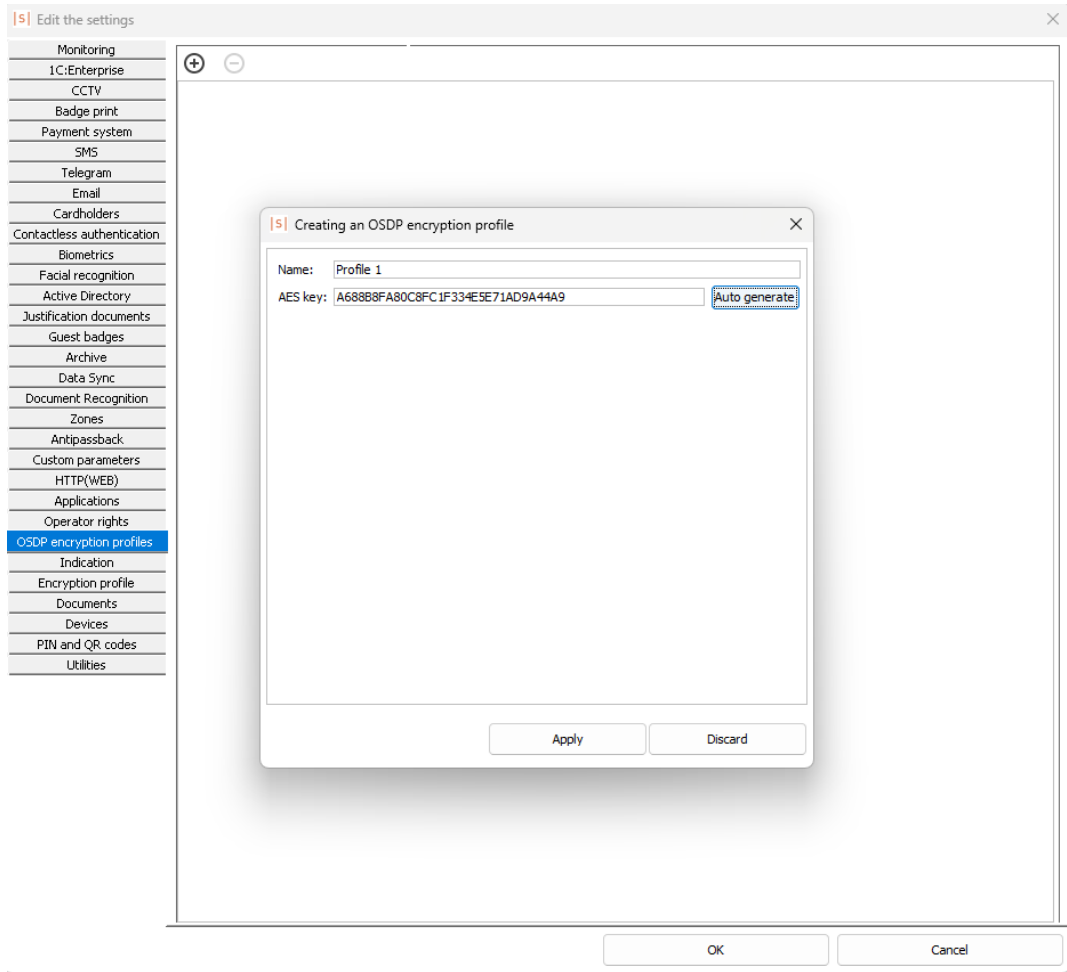 |S| Edit the settings
Monitoring
1C:Enterprise
CCTV
Badge print
Payment system
SMS
Telegram
Email
Cardholders
Contactless authentication
Biometrics
Facial recognition
Active Directory
Justification documents
Guest badges
Archive
Data Sync
Document Recognition
Zones
Antipassback
Custom parameters
HTTP(WEB)
Applications
Operator rights
OSDP encryption profiles
Indication
Encryption profile
Documents
Devices
PIN and QR codes
Utilities
|S| Creating an OSDP encryption profile
Name: Profile 1
AES key: A688B8FA80C8FC1F334E5E71AD9A44A9 Auto generate
Apply Discard
OK Cancel